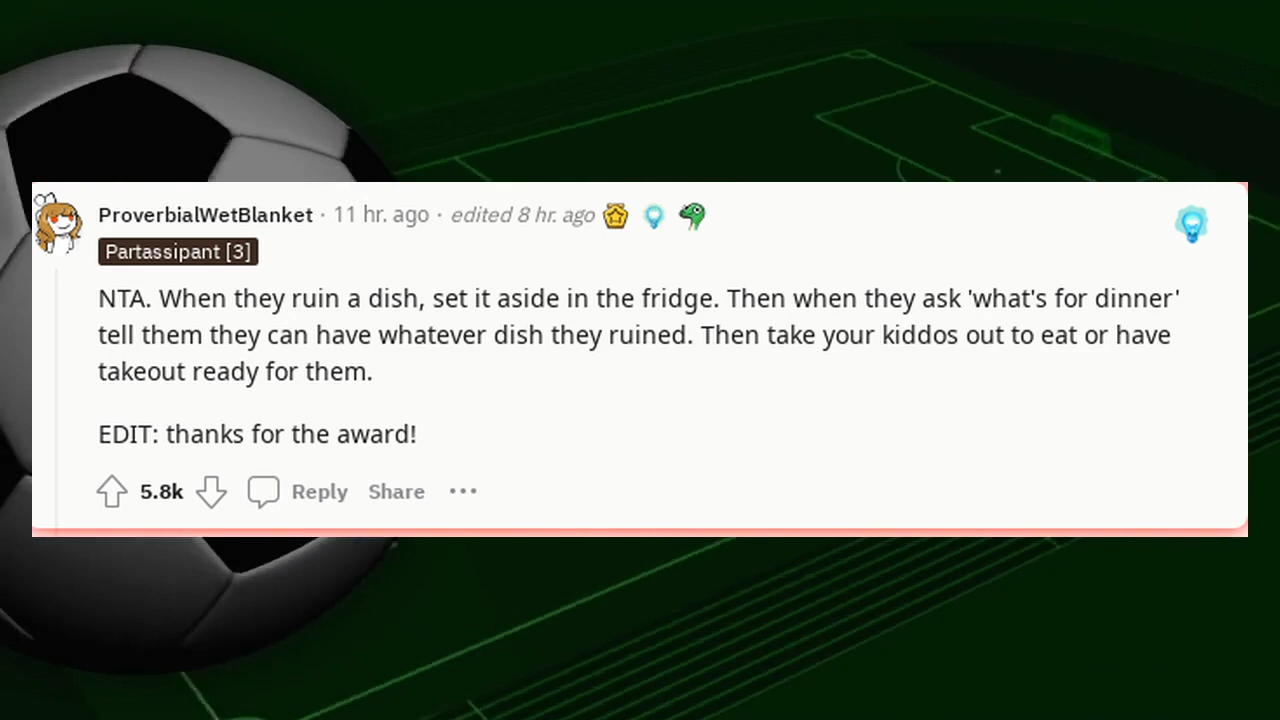 ProverbialWetBlanket · 11 hr. ago · edited 8 hr. ago
Partassipant [3]
NTA. When they ruin a dish, set it aside in the fridge. Then when they ask 'what's for dinner'
tell them they can have whatever dish they ruined. Then take your kiddos out to eat or have
takeout ready for them.
EDIT: thanks for the award!
5.8k Reply Share ···